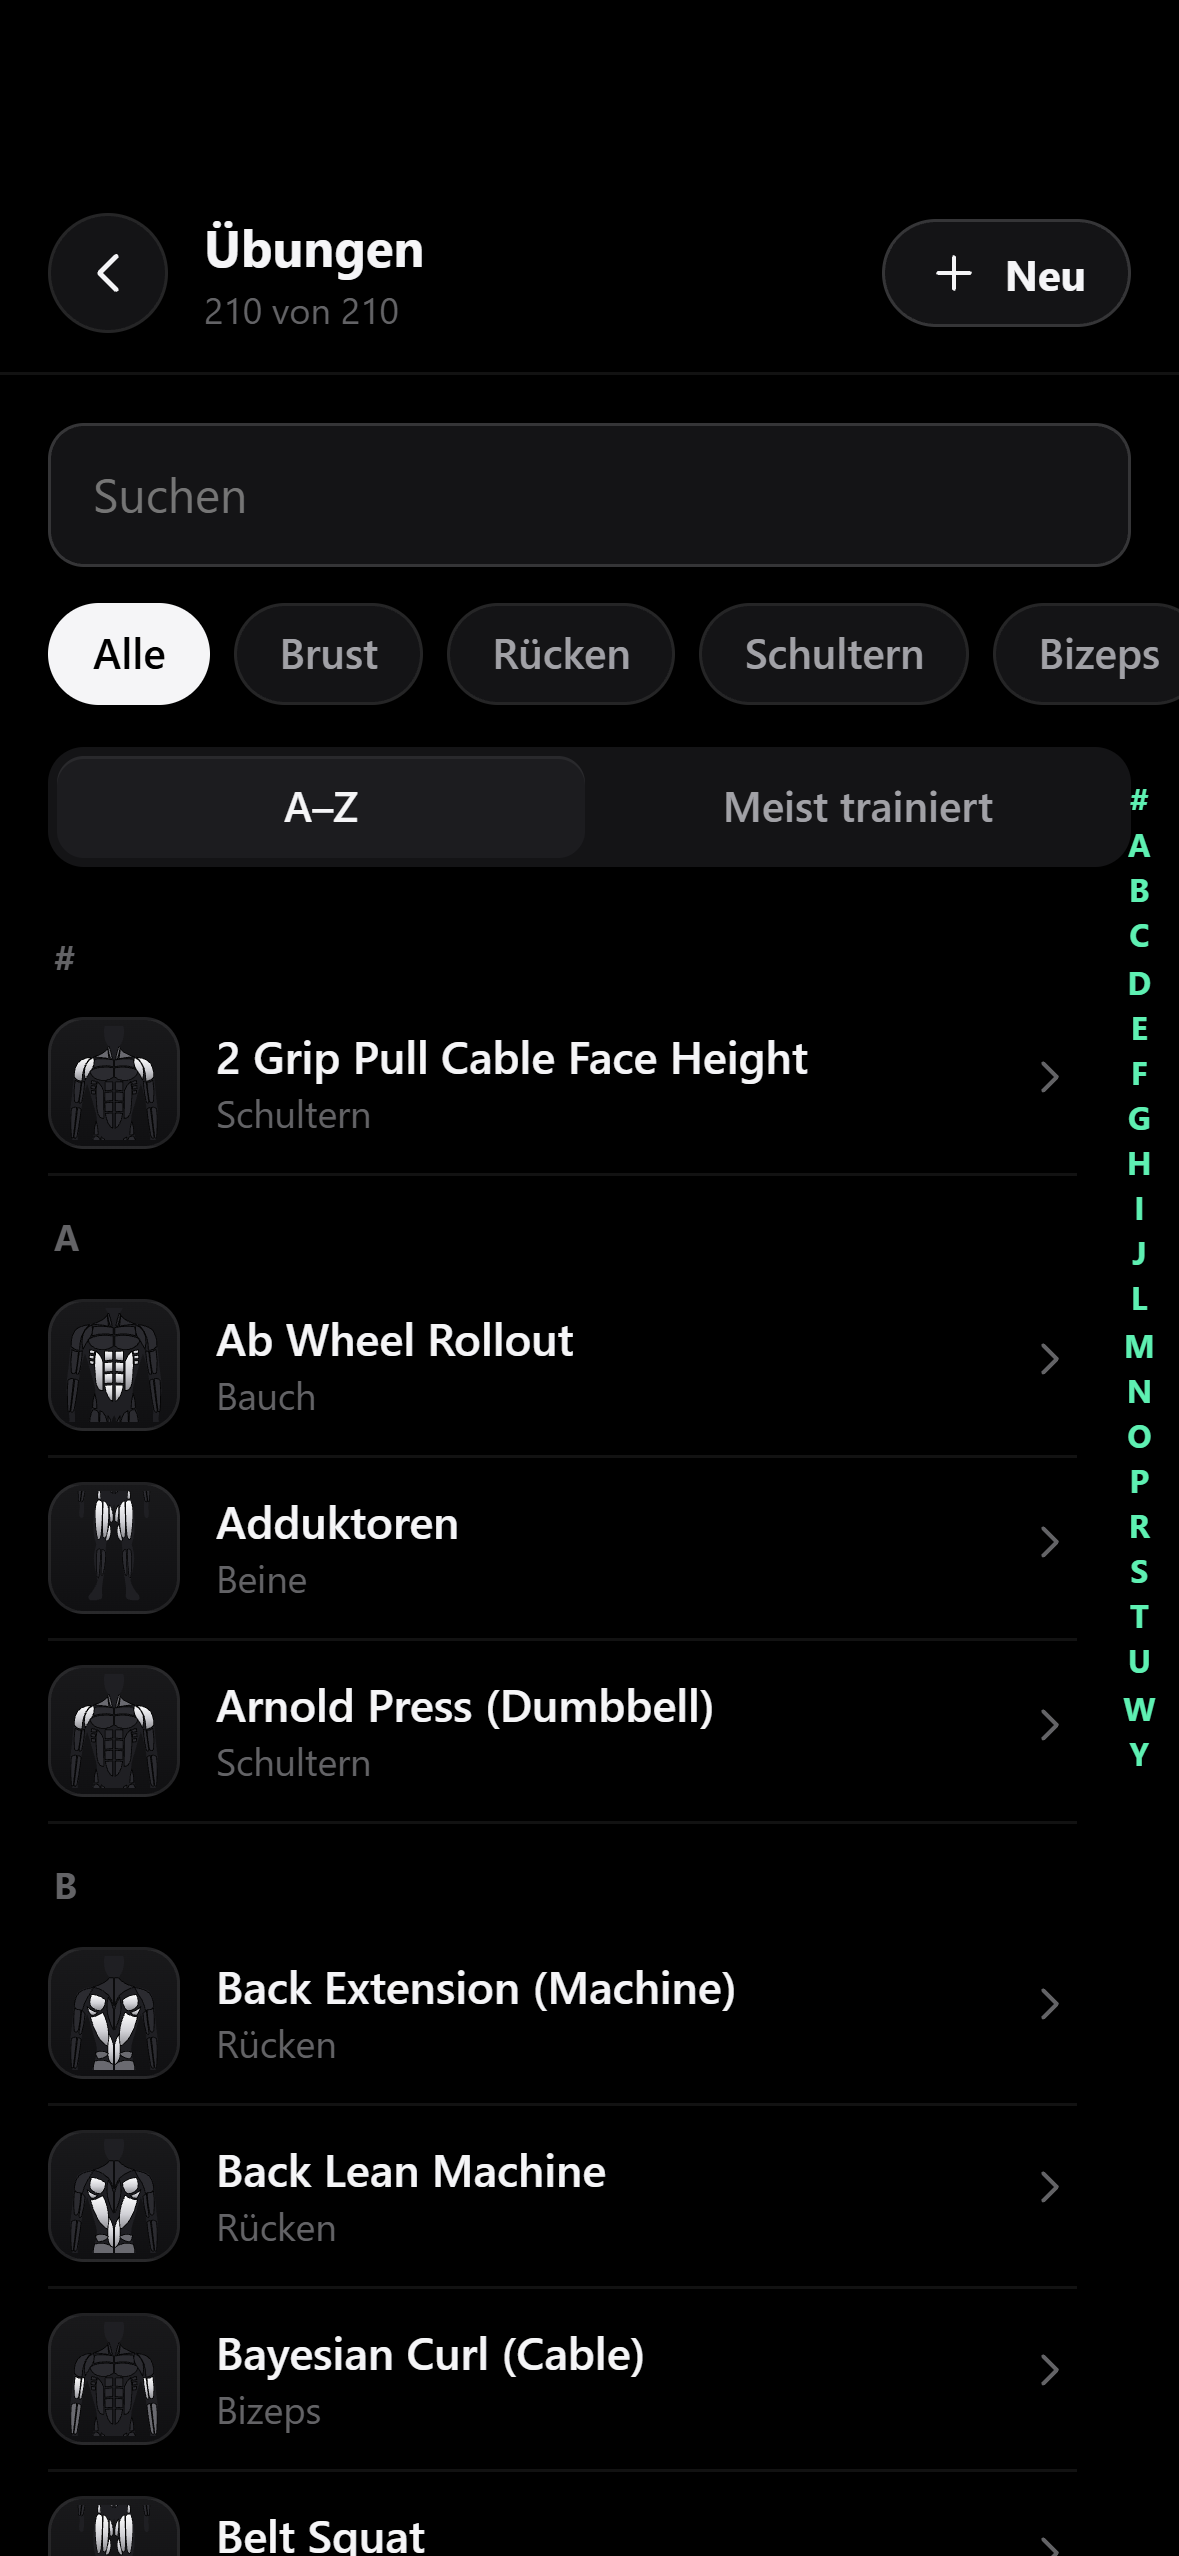 Übungen
210 von 210
Neu
Suchen
Alle
Brust
Rücken
Schultern
Bizeps
A–Z
Meist trainiert
#
2 Grip Pull Cable Face Height
Schultern
A
Ab Wheel Rollout
Bauch
Adduktoren
Beine
Arnold Press (Dumbbell)
Schultern
B
Back Extension (Machine)
Rücken
Back Lean Machine
Rücken
Bayesian Curl (Cable)
Bizeps
Belt Squat
#
A
B
C
D
E
F
G
H
I
J
L
M
N
O
P
R
S
T
U
W
Y